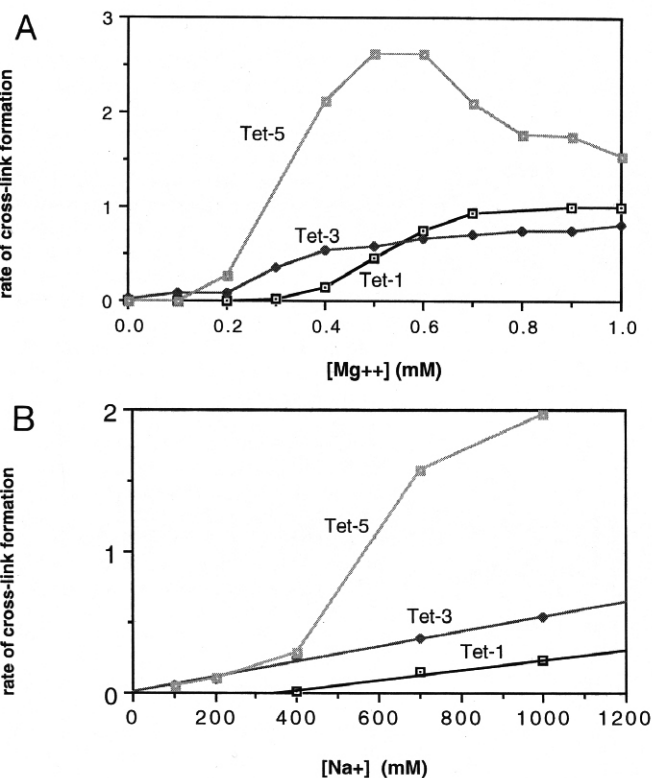 A
rate of cross-link formation
3
2
1
0
Tet-5
Tet-3
Tet-1
0.0 0.2 0.4 0.6 0.8 1.0
[Mg++] (mM)
B
rate of cross-link formation
2
1
0
Tet-5
Tet-3
Tet-1
0 200 400 600 800 1000 1200
[Na+] (mM)